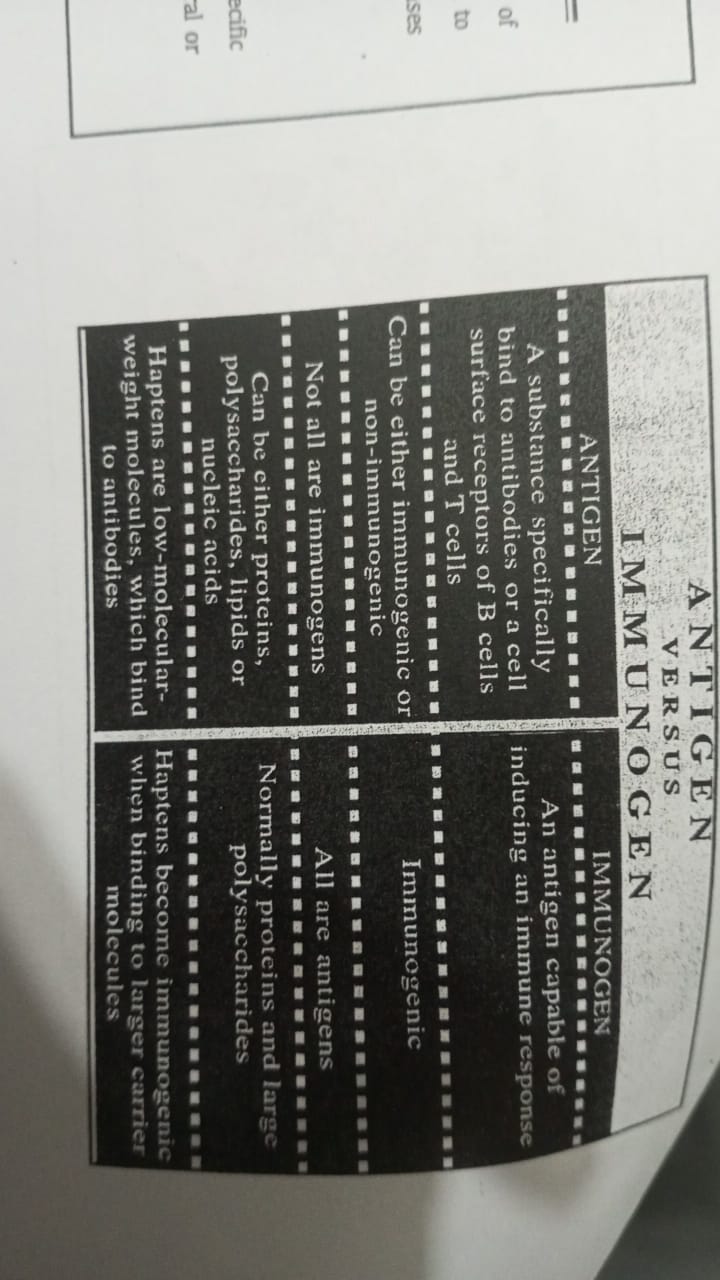 =
of
to
ses
ecific
ral or
ANTIGEN
VERSUS
IMMUNOGEN
ANTIGEN
A substance specifically
bind to antibodies or a cell
surface receptors of B cells
and T cells
Can be either immunogenic or
non-immunogenic
Not all are immunogens
Can be either proteins,
polysaccharides, lipids or
nucleic acids
Haptens are low-molecular-
weight molecules, which bind
to antibodies
IMMUNOGEN
An antigen capable of
inducing an immune response
Immunogenic
All are antigens
Normally proteins and large
polysaccharides
Haptens become immunogenic
when binding to larger carrier
molecules